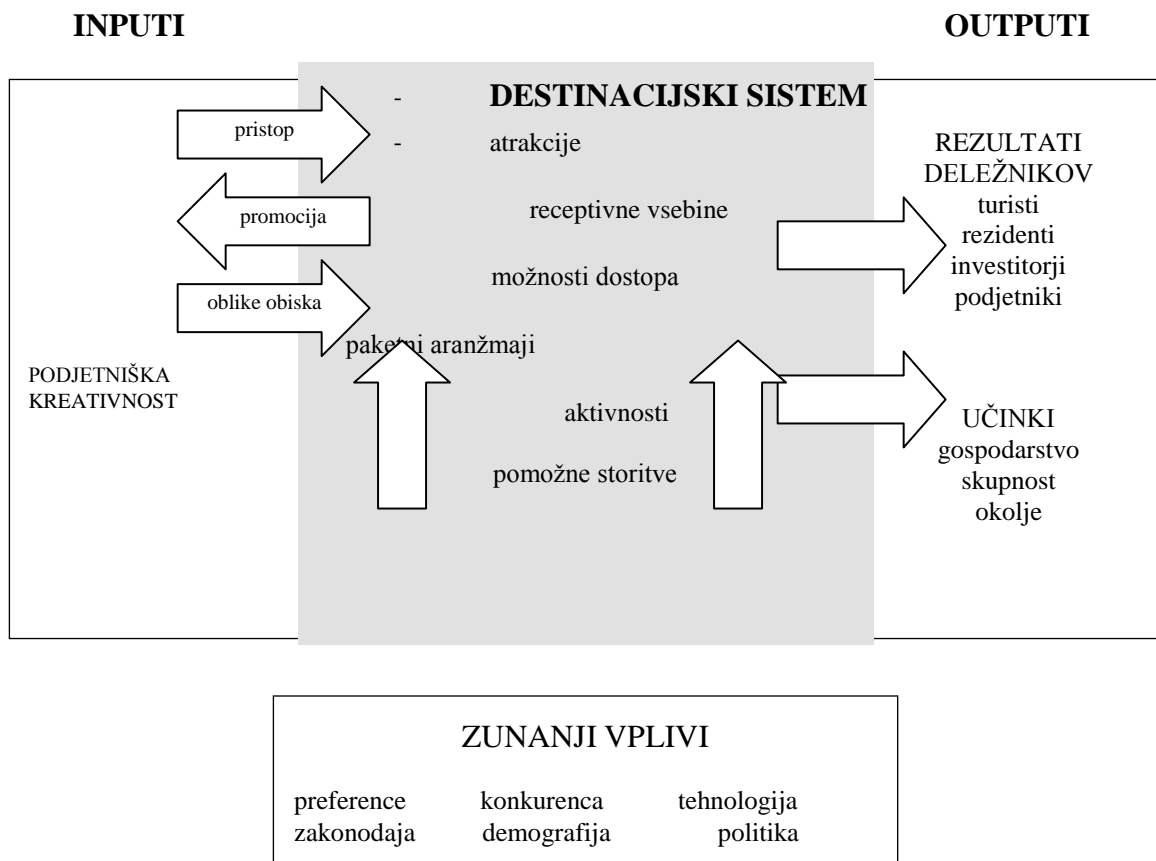 INPUTI
OUTPUTI
- DESTINACIJSKI SISTEM
- atrakcije
receptivne vsebine
možnosti dostopa
paketni aranžmaji
aktivnosti
pomožne storitve
pristop
promocija
oblike obiska
PODJETNIŠKA
KREATIVNOST
REZULTATI
DELEŽNIKOV
turisti
rezidenti
investitorji
podjetniki
UČINKI
gospodarstvo
skupnost
okolje
ZUNANJI VPLIVI
preference konkurenca tehnologija
zakonodaja demografija politika